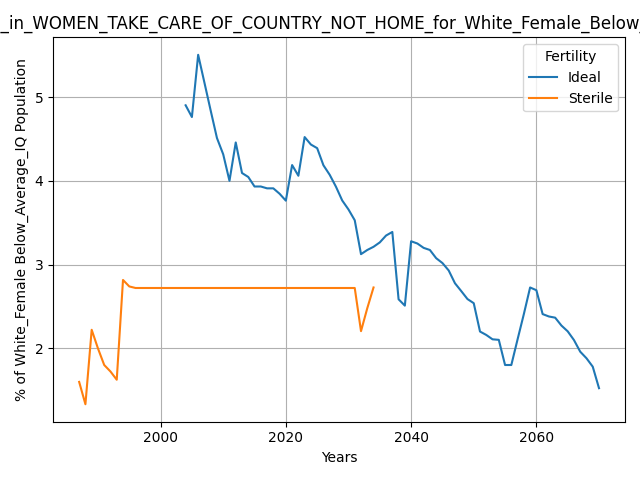 _in_WOMEN_TAKE_CARE_OF_COUNTRY_NOT_HOME_for_White_Female_Below_
Fertility
Ideal
Sterile
% of White_Female Below_Average_IQ Population
5
4
3
2
2000 2020 2040 2060
Years